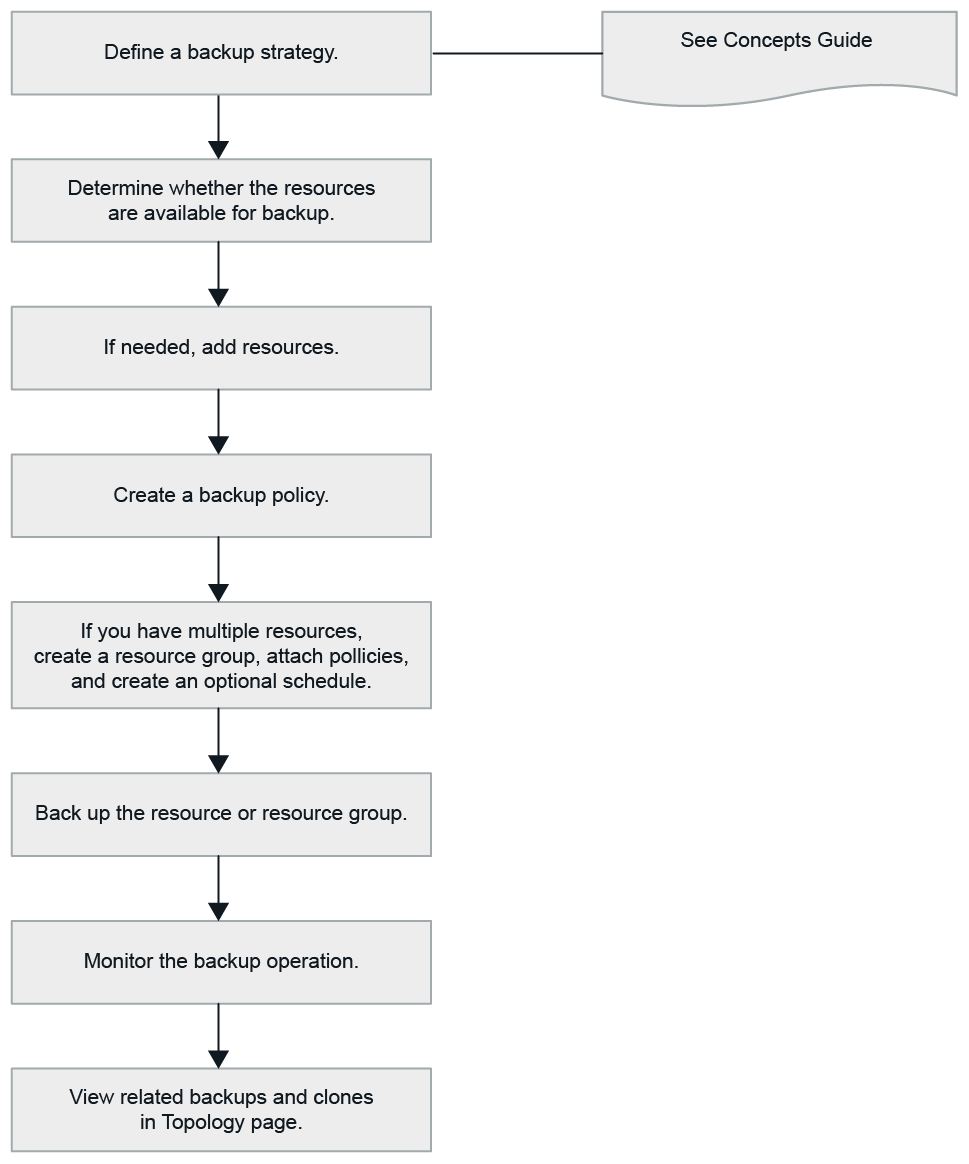 Define a backup strategy.
See Concepts Guide
Determine whether the resources
are available for backup.
If needed, add resources.
Create a backup policy.
If you have multiple resources,
create a resource group, attach pollicies,
and create an optional schedule.
Back up the resource or resource group.
Monitor the backup operation.
View related backups and clones
in Topology page.